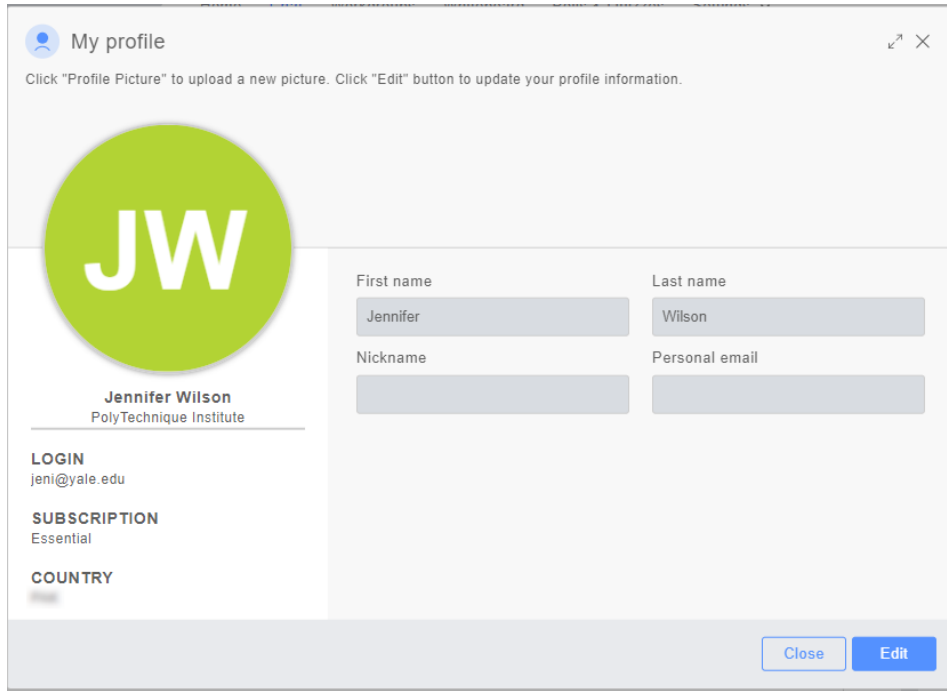 My profile
Click "Profile Picture" to upload a new picture. Click "Edit" button to update your profile information.
JW
Jennifer Wilson
PolyTechnique Institute
LOGIN
jeni@yale.edu
SUBSCRIPTION
Essential
COUNTRY
First name
Last name
Jennifer
Wilson
Nickname
Personal email
Close
Edit